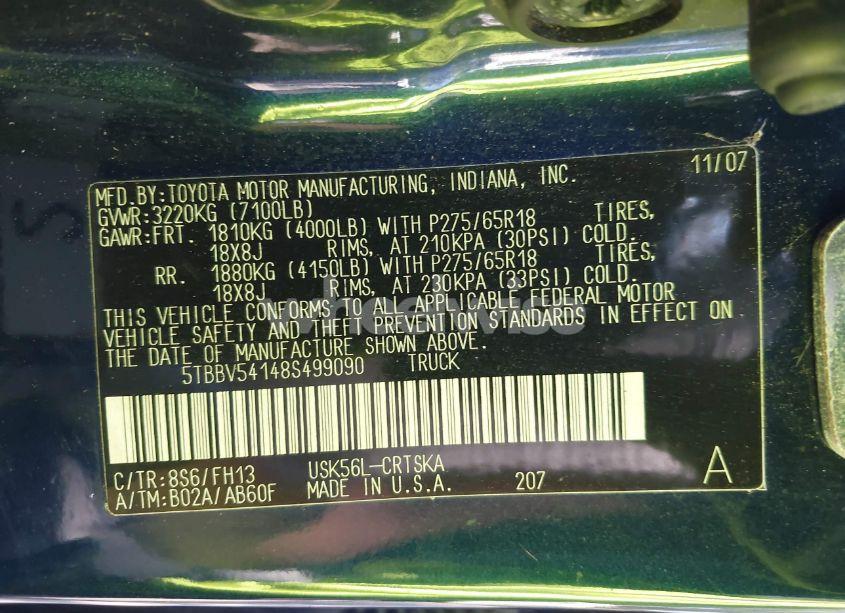 11/07
MFD.BY:TOYOTA MOTOR MANUFACTURING, INDIANA, INC.
GVWR:3220KG (7100LB)
GAWR:FRT. 1810KG (4000LB) WITH P275/65R18 TIRES,
18X8J RIMS, AT 210KPA (30PSI) COLD.
RR. 1880KG (4150LB) WITH P275/65R18 TIRES,
18X8J RIMS, AT 230KPA (33PSI) COLD.
THIS VEHICLE CONFORMS TO ALL APPLICABLE FEDERAL MOTOR
VEHICLE SAFETY AND THEFT PREVENTION STANDARDS IN EFFECT ON
THE DATE OF MANUFACTURE SHOWN ABOVE.
5TBBV54148S499090 TRUCK
C/TR:8S6/FH13 USK56L-CRTSKA
A/TM:B02A/AB60F MADE IN U.S.A. 207 A